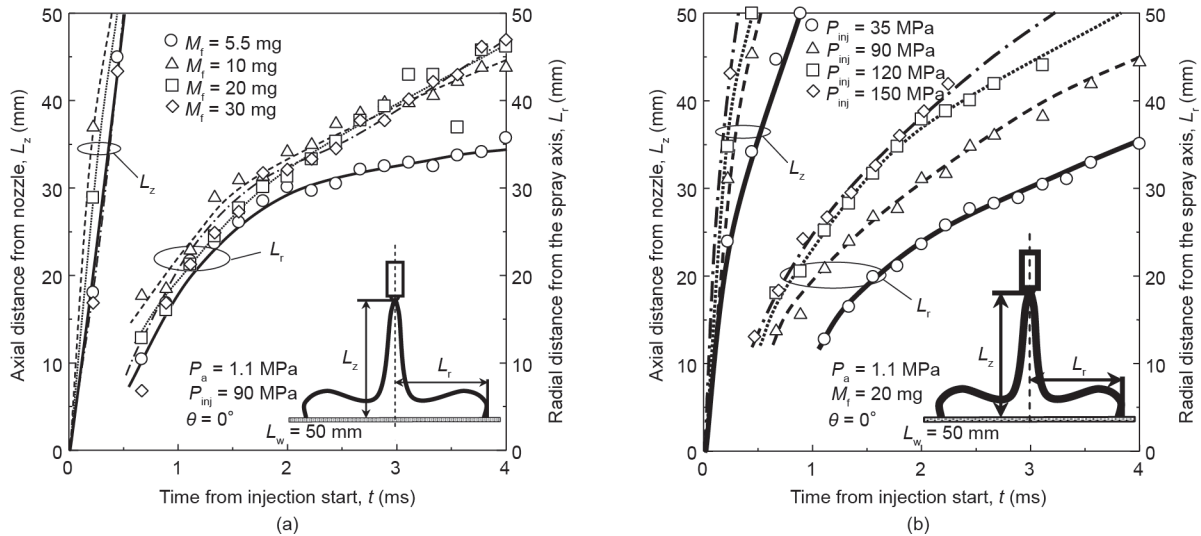 Axial distance from nozzle, Lz (mm)
50
40
30
20
10
0
Mf = 5.5 mg
Mf = 10 mg
Mf = 20 mg
Mf = 30 mg
Lz
Lr
Pa = 1.1 MPa
Pinj = 90 MPa
θ = 0°
Lw = 50 mm
Lz
Lr
50
40
30
20
10
0
Radial distance from the spray axis, Lr (mm)
0 1 2 3 4
Time from injection start, t (ms)
(a)
Axial distance from nozzle, Lz (mm)
50
40
30
20
10
0
Pinj = 35 MPa
Pinj = 90 MPa
Pinj = 120 MPa
Pinj = 150 MPa
Lz
Lr
Pa = 1.1 MPa
Mf = 20 mg
θ = 0°
Lw = 50 mm
Lz
Lr
50
40
30
20
10
0
Radial distance from the spray axis, Lr (mm)
0 1 2 3 4
Time from injection start, t (ms)
(b)